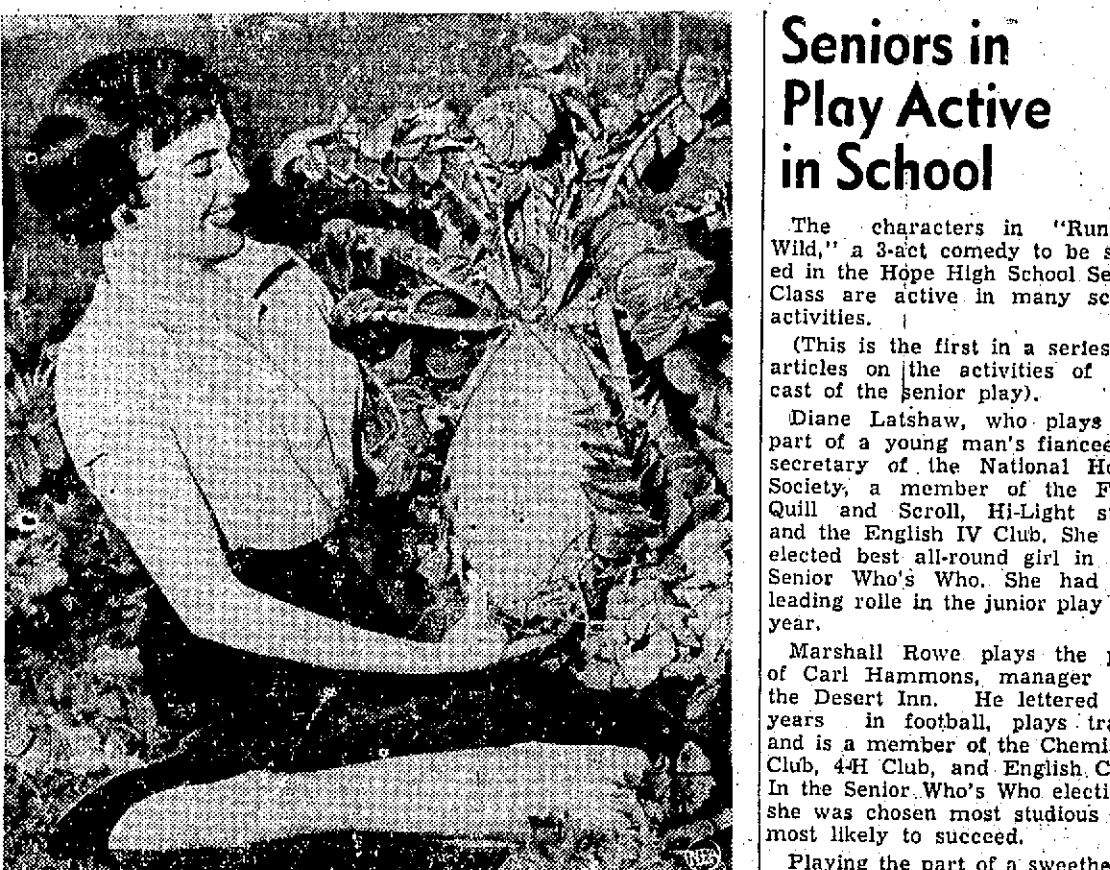 Seniors in
Play Active
in School
The characters in "Run
Wild," a 3-act comedy to be s
ed in the Hope High School Se
Class are active in many sc
activities.
(This is the first in a series
articles on the activities of
cast of the senior play).
Diane Latshaw, who plays
part of a young man's fiancee
secretary of the National Ho
Society, a member of the F
Quill and Scroll, Hi-Light s
and the English IV Club. She
elected best all-round girl in
Senior Who's Who. She had
leading rolle in the junior play
year.
Marshall Rowe plays the p
of Carl Hammons, manager
the Desert Inn. He lettered
years in football, plays tra
and is a member of the Chemi
Club, 4-H Club, and English C
In the Senior Who's Who electi
she was chosen most studious
most likely to succeed.
Playing the part of a sweethe